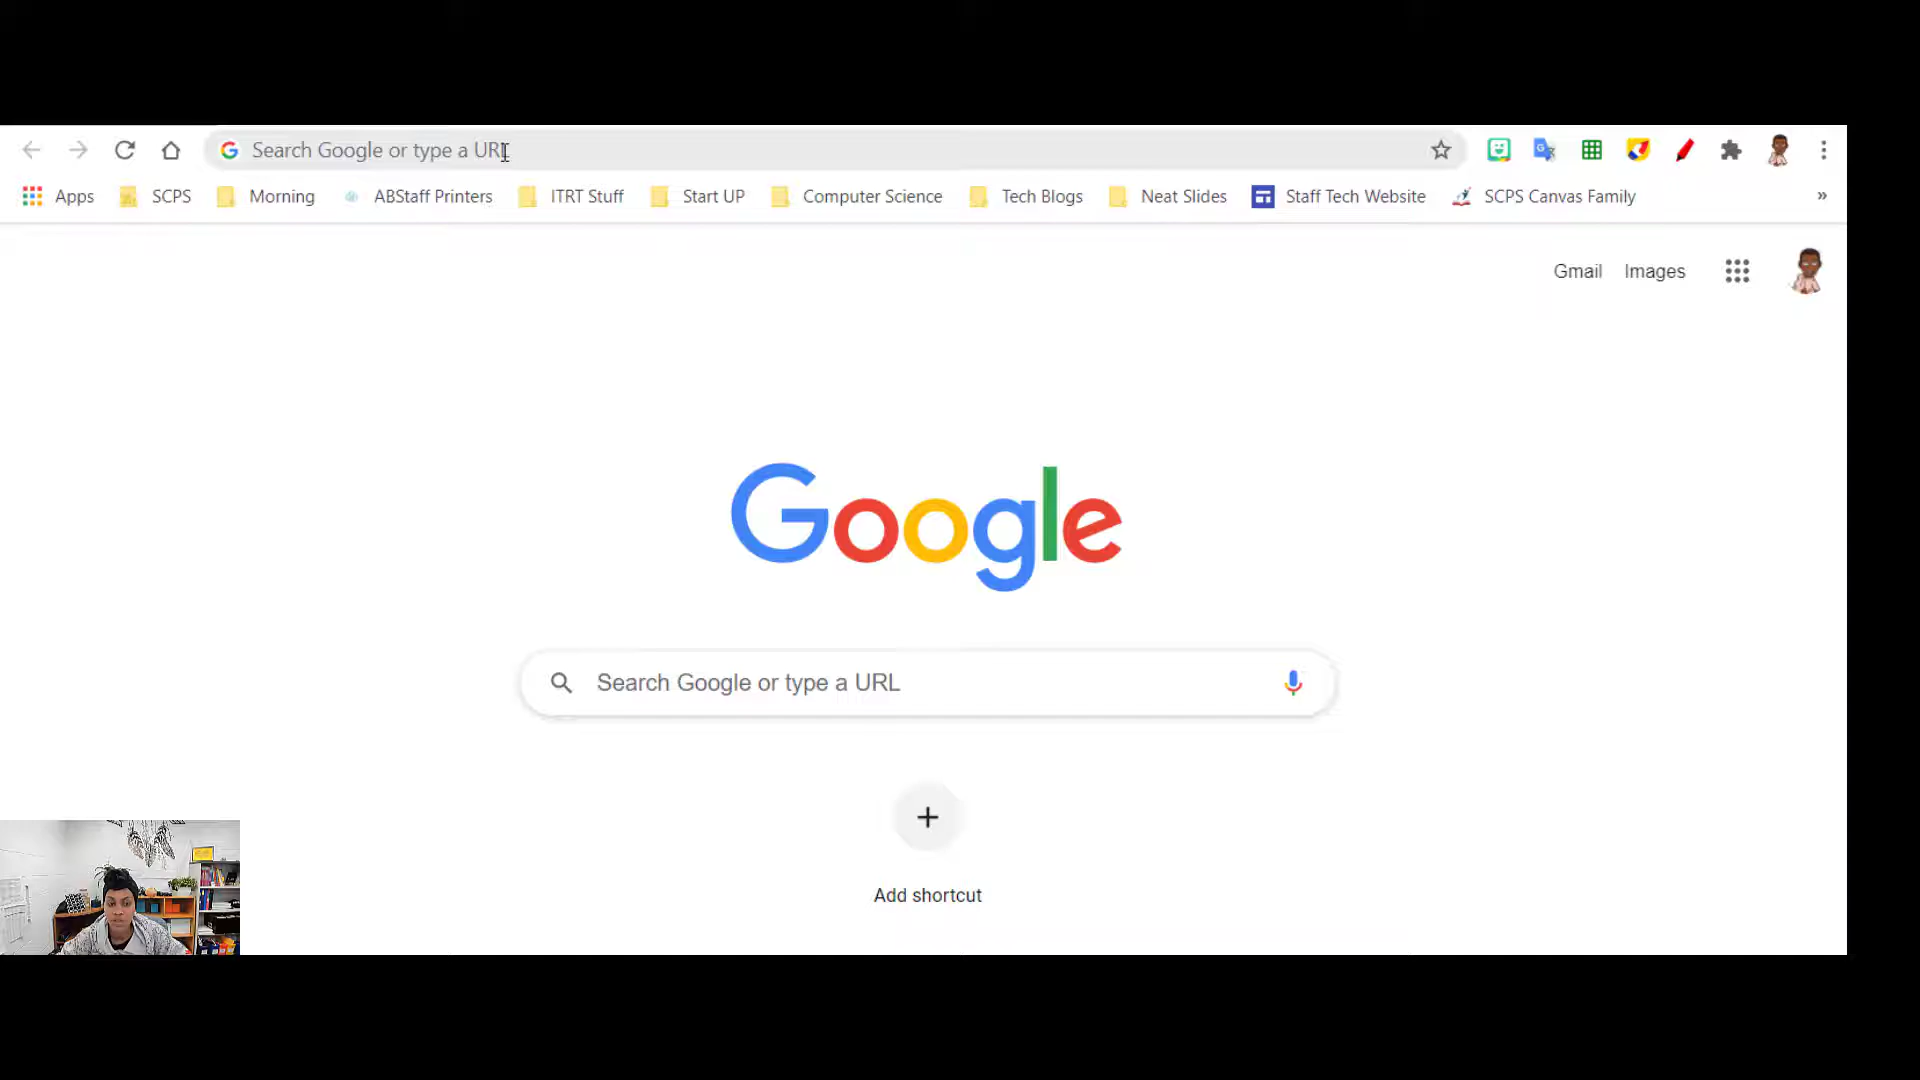 Search Google or type a URL
Apps SCPS Morning ABStaff Printers ITRT Stuff Start UP Computer Science Tech Blogs Neat Slides Staff Tech Website SCPS Canvas Family »
Gmail Images
Google
Search Google or type a URL
Add shortcut